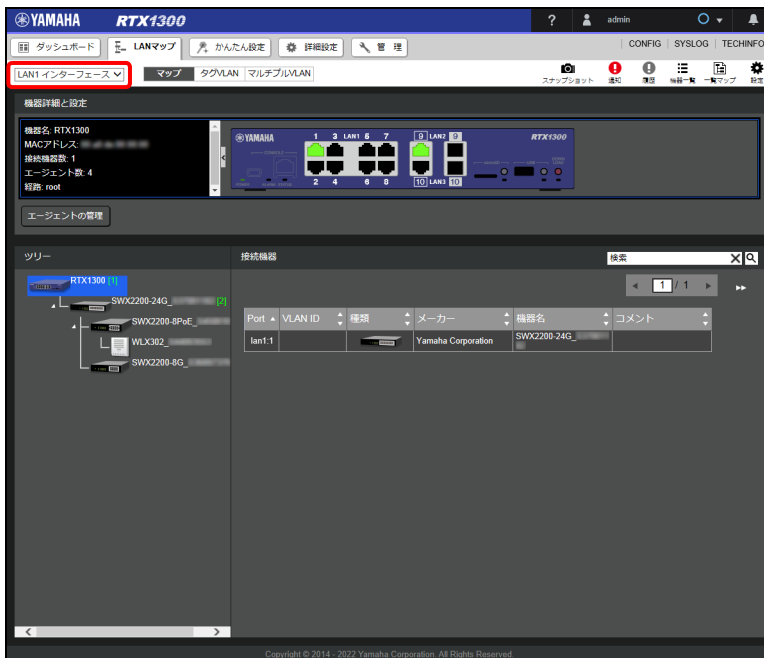 YAMAHA RTX1300 ? admin
ダッシュボード LANマップ かんたん設定 詳細設定 管 理 CONFIG SYSLOG TECHINFO
LAN1 インターフェース マップ タグVLAN マルチプルVLAN スナップショット 通知 履歴 機器一覧 一覧マップ 設定
機器詳細と設定
機器名: RTX1300
MACアドレス:
接続機器数: 1
エージェント数: 4
経路: root
YAMAHA 1 3 LAN1 5 7 9 LAN2 9 RTX1300
CONSOLE
2 4 6 8 10 LAN3 10
エージェントの管理
ツリー
RTX1300 [1]
SWX2200-24G_ [2]
SWX2200-8PoE_
WLX302_
SWX2200-8G_
接続機器 検索
1 / 1
Port VLAN ID 種類 メーカー 機器名 コメント
lan1:1 Yamaha Corporation SWX2200-24G_
Copyright © 2014 - 2022 Yamaha Corporation. All Rights Reserved.